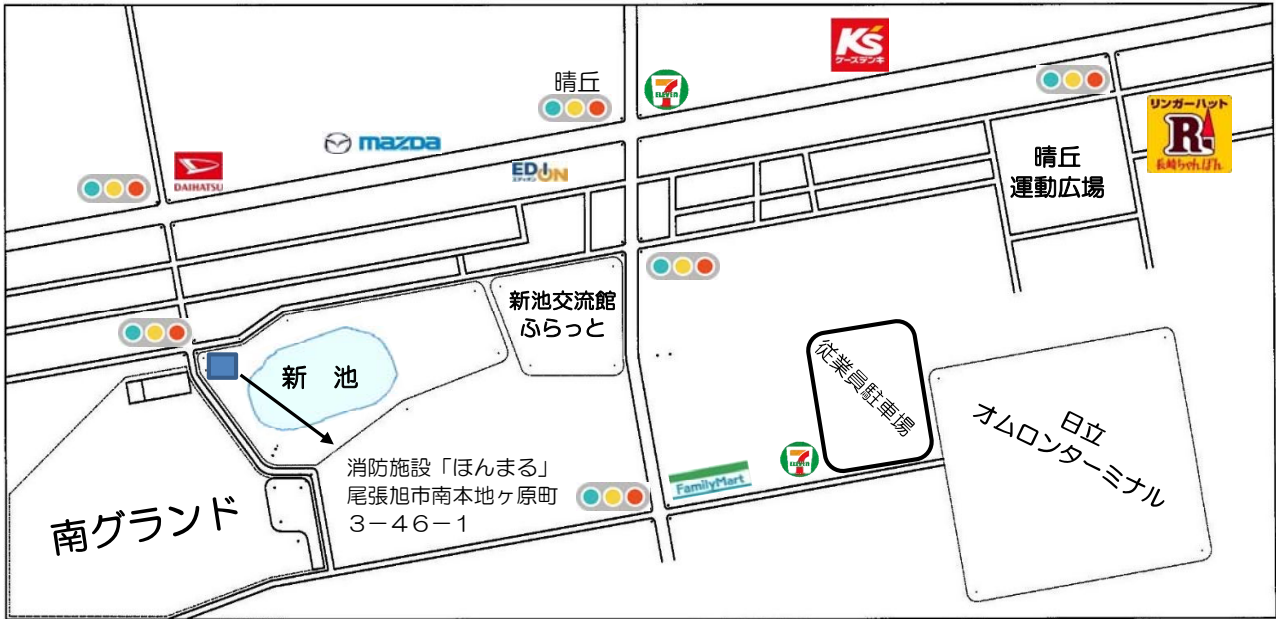 K's
ケーズデンキ
晴丘
7
ELEVEN
リンガーハット
R
長崎ちゃんぽん
mazda
DAIHATSU
EDION
エディオン
晴丘
運動広場
新池交流館
ふらっと
新 池
従業員駐車場
日立
オムロンターミナル
消防施設「ほんまる」
尾張旭市南本地ヶ原町
3-46-1
7
ELEVEN
FamilyMart
南グランド